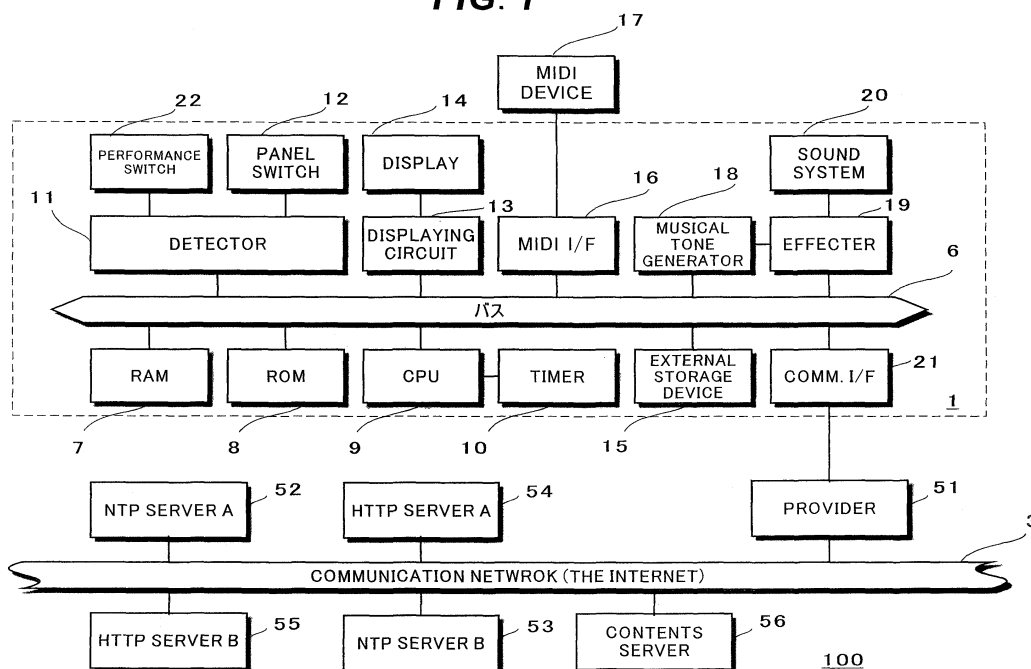 FIG. 1
17
MIDI
DEVICE
22
12
14
20
PERFORMANCE
SWITCH
PANEL
SWITCH
DISPLAY
SOUND
SYSTEM
11
13
16
18
19
DETECTOR
DISPLAYING
CIRCUIT
MIDI I/F
MUSICAL
TONE
GENERATOR
EFFECTER
6
バス
RAM
ROM
CPU
TIMER
EXTERNAL
STORAGE
DEVICE
COMM. I/F
21
1
7
8
9
10
15
NTP SERVER A
52
HTTP SERVER A
54
PROVIDER
51
3
COMMUNICATION NETWROK (THE INTERNET)
HTTP SERVER B
55
NTP SERVER B
53
CONTENTS
SERVER
56
100